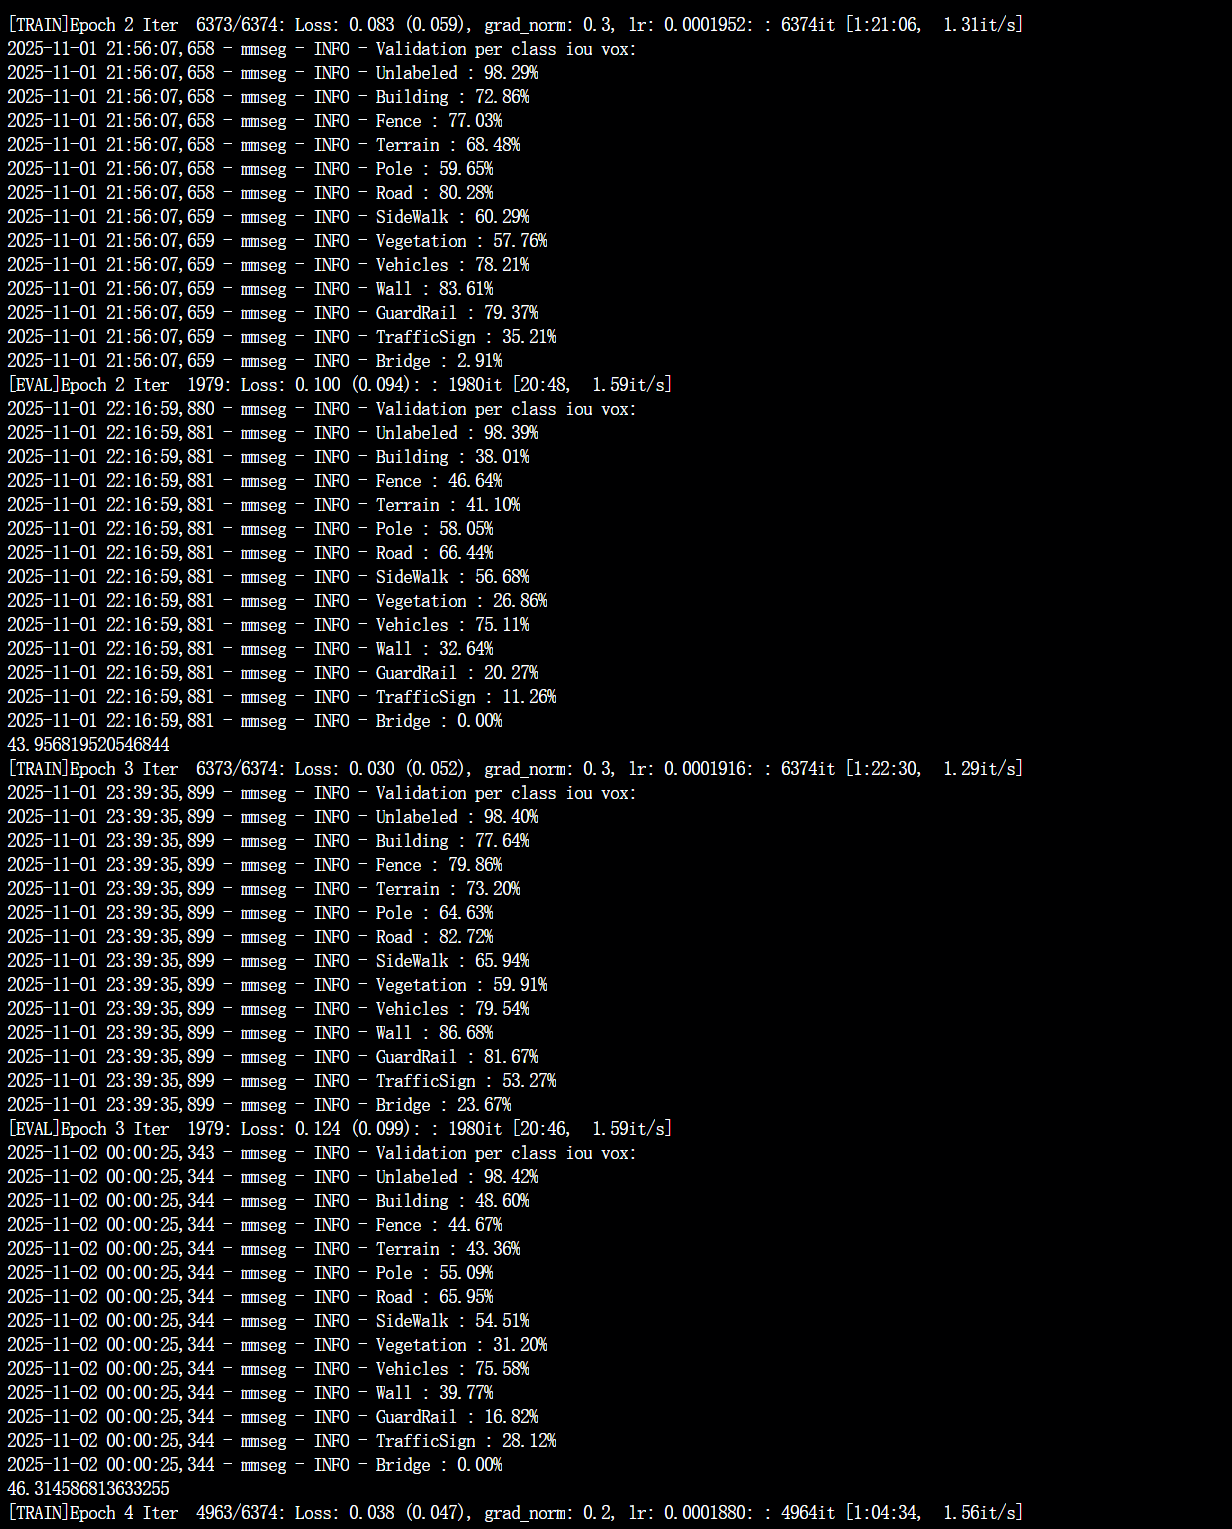 [TRAIN]Epoch 2 Iter  6373/6374: Loss: 0.083 (0.059), grad_norm: 0.3, lr: 0.0001952: : 6374it [1:21:06,  1.31it/s]
2025-11-01 21:56:07,658 - mmseg - INFO - Validation per class iou vox:
2025-11-01 21:56:07,658 - mmseg - INFO - Unlabeled : 98.29%
2025-11-01 21:56:07,658 - mmseg - INFO - Building : 72.86%
2025-11-01 21:56:07,658 - mmseg - INFO - Fence : 77.03%
2025-11-01 21:56:07,658 - mmseg - INFO - Terrain : 68.48%
2025-11-01 21:56:07,658 - mmseg - INFO - Pole : 59.65%
2025-11-01 21:56:07,658 - mmseg - INFO - Road : 80.28%
2025-11-01 21:56:07,659 - mmseg - INFO - SideWalk : 60.29%
2025-11-01 21:56:07,659 - mmseg - INFO - Vegetation : 57.76%
2025-11-01 21:56:07,659 - mmseg - INFO - Vehicles : 78.21%
2025-11-01 21:56:07,659 - mmseg - INFO - Wall : 83.61%
2025-11-01 21:56:07,659 - mmseg - INFO - GuardRail : 79.37%
2025-11-01 21:56:07,659 - mmseg - INFO - TrafficSign : 35.21%
2025-11-01 21:56:07,659 - mmseg - INFO - Bridge : 2.91%
[EVAL]Epoch 2 Iter  1979: Loss: 0.100 (0.094): : 1980it [20:48,  1.59it/s]
2025-11-01 22:16:59,880 - mmseg - INFO - Validation per class iou vox:
2025-11-01 22:16:59,881 - mmseg - INFO - Unlabeled : 98.39%
2025-11-01 22:16:59,881 - mmseg - INFO - Building : 38.01%
2025-11-01 22:16:59,881 - mmseg - INFO - Fence : 46.64%
2025-11-01 22:16:59,881 - mmseg - INFO - Terrain : 41.10%
2025-11-01 22:16:59,881 - mmseg - INFO - Pole : 58.05%
2025-11-01 22:16:59,881 - mmseg - INFO - Road : 66.44%
2025-11-01 22:16:59,881 - mmseg - INFO - SideWalk : 56.68%
2025-11-01 22:16:59,881 - mmseg - INFO - Vegetation : 26.86%
2025-11-01 22:16:59,881 - mmseg - INFO - Vehicles : 75.11%
2025-11-01 22:16:59,881 - mmseg - INFO - Wall : 32.64%
2025-11-01 22:16:59,881 - mmseg - INFO - GuardRail : 20.27%
2025-11-01 22:16:59,881 - mmseg - INFO - TrafficSign : 11.26%
2025-11-01 22:16:59,881 - mmseg - INFO - Bridge : 0.00%
43.956819520546844
[TRAIN]Epoch 3 Iter  6373/6374: Loss: 0.030 (0.052), grad_norm: 0.3, lr: 0.0001916: : 6374it [1:22:30,  1.29it/s]
2025-11-01 23:39:35,899 - mmseg - INFO - Validation per class iou vox:
2025-11-01 23:39:35,899 - mmseg - INFO - Unlabeled : 98.40%
2025-11-01 23:39:35,899 - mmseg - INFO - Building : 77.64%
2025-11-01 23:39:35,899 - mmseg - INFO - Fence : 79.86%
2025-11-01 23:39:35,899 - mmseg - INFO - Terrain : 73.20%
2025-11-01 23:39:35,899 - mmseg - INFO - Pole : 64.63%
2025-11-01 23:39:35,899 - mmseg - INFO - Road : 82.72%
2025-11-01 23:39:35,899 - mmseg - INFO - SideWalk : 65.94%
2025-11-01 23:39:35,899 - mmseg - INFO - Vegetation : 59.91%
2025-11-01 23:39:35,899 - mmseg - INFO - Vehicles : 79.54%
2025-11-01 23:39:35,899 - mmseg - INFO - Wall : 86.68%
2025-11-01 23:39:35,899 - mmseg - INFO - GuardRail : 81.67%
2025-11-01 23:39:35,899 - mmseg - INFO - TrafficSign : 53.27%
2025-11-01 23:39:35,899 - mmseg - INFO - Bridge : 23.67%
[EVAL]Epoch 3 Iter  1979: Loss: 0.124 (0.099): : 1980it [20:46,  1.59it/s]
2025-11-02 00:00:25,343 - mmseg - INFO - Validation per class iou vox:
2025-11-02 00:00:25,344 - mmseg - INFO - Unlabeled : 98.42%
2025-11-02 00:00:25,344 - mmseg - INFO - Building : 48.60%
2025-11-02 00:00:25,344 - mmseg - INFO - Fence : 44.67%
2025-11-02 00:00:25,344 - mmseg - INFO - Terrain : 43.36%
2025-11-02 00:00:25,344 - mmseg - INFO - Pole : 55.09%
2025-11-02 00:00:25,344 - mmseg - INFO - Road : 65.95%
2025-11-02 00:00:25,344 - mmseg - INFO - SideWalk : 54.51%
2025-11-02 00:00:25,344 - mmseg - INFO - Vegetation : 31.20%
2025-11-02 00:00:25,344 - mmseg - INFO - Vehicles : 75.58%
2025-11-02 00:00:25,344 - mmseg - INFO - Wall : 39.77%
2025-11-02 00:00:25,344 - mmseg - INFO - GuardRail : 16.82%
2025-11-02 00:00:25,344 - mmseg - INFO - TrafficSign : 28.12%
2025-11-02 00:00:25,344 - mmseg - INFO - Bridge : 0.00%
46.314586813633255
[TRAIN]Epoch 4 Iter  4963/6374: Loss: 0.038 (0.047), grad_norm: 0.2, lr: 0.0001880: : 4964it [1:04:34,  1.56it/s]